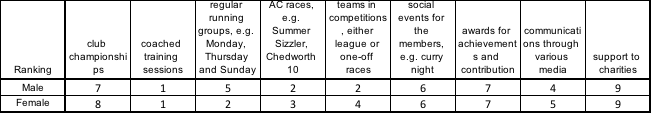 Ranking
club
championshi
ps
coached
training
sessions
regular
running
groups, e.g.
Monday,
Thursday
and Sunday
AC races,
e.g.
Summer
Sizzler,
Chedworth
10
teams in
competitions
, either
league or
one-off
races
social
events for
the
members,
e.g. curry
night
awards for
achievement
s and
contribution
communicati
ons through
various
media
support to
charities
Male 7 1 5 2 2 6 7 4 9
Female 8 1 2 3 4 6 7 5 9